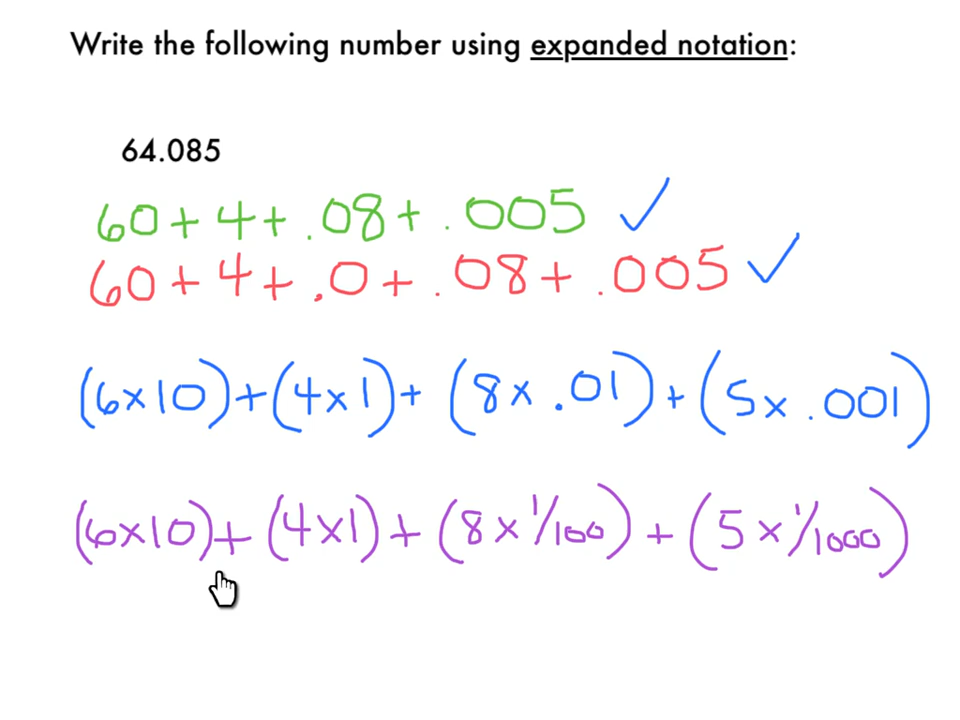 Write the following number using expanded notation:
64.085
60 + 4 + .08 + .005 ✓
60 + 4 + .0 + .08 + .005 ✓
(6 x 10) + (4 x 1) + (8 x .01) + (5 x .001)
(6 x 10) + (4 x 1) + (8 x 1/100) + (5 x 1/1000)